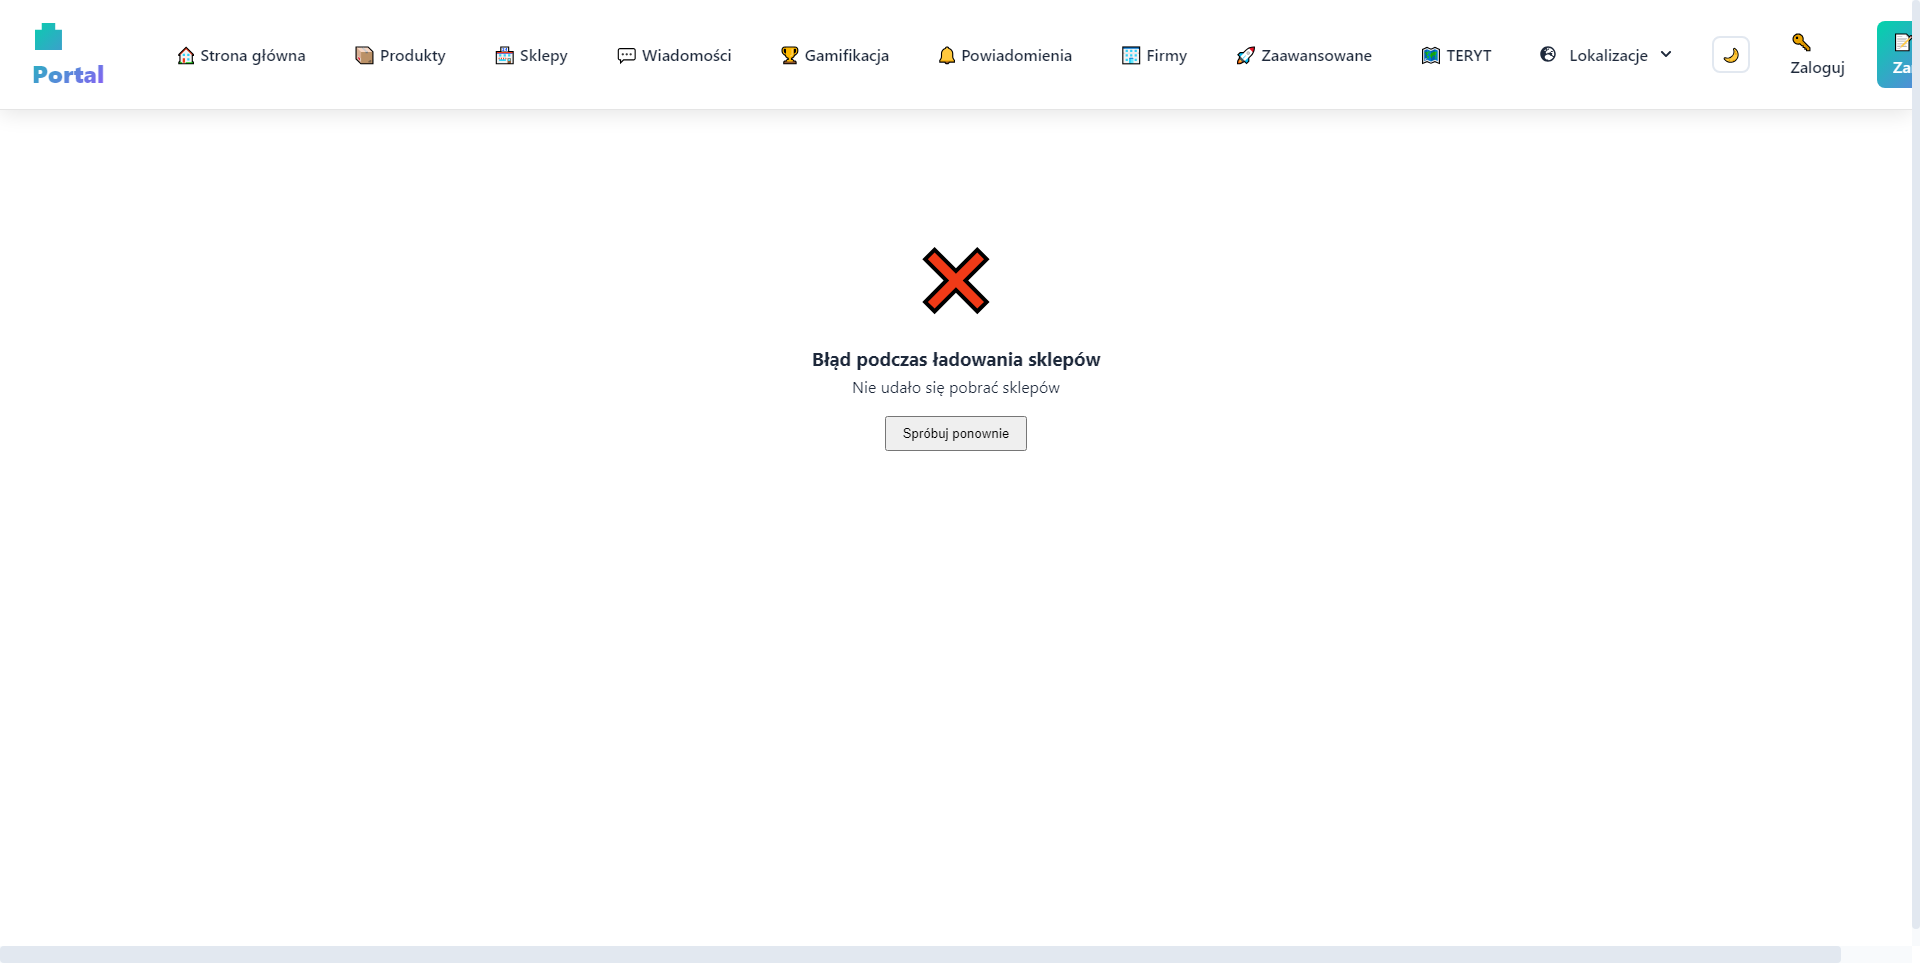 Portal
Strona główna
Produkty
Sklepy
Wiadomości
Gamifikacja
Powiadomienia
Firmy
Zaawansowane
TERYT
Lokalizacje
Zaloguj
Za
Błąd podczas ładowania sklepów
Nie udało się pobrać sklepów
Spróbuj ponownie